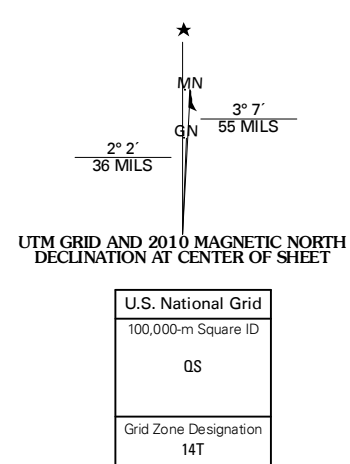 MN
3° 7´
55 MILS
GN
2° 2´
36 MILS
UTM GRID AND 2010 MAGNETIC NORTH
DECLINATION AT CENTER OF SHEET
U.S. National Grid
100,000-m Square ID
QS
Grid Zone Designation
14T